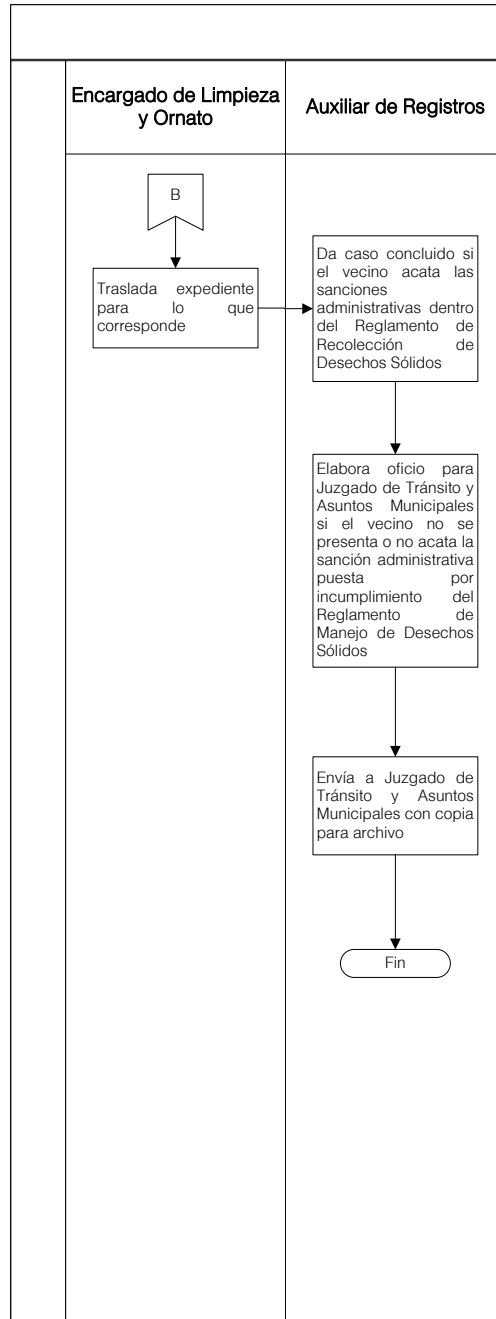 Encargado de Limpieza
y Ornato
Auxiliar de Registros
B
Traslada expediente
para lo que
corresponde
Da caso concluido si
el vecino acata las
sanciones
administrativas dentro
del Reglamento de
Recolección de
Desechos Sólidos
Elabora oficio para
Juzgado de Tránsito y
Asuntos Municipales
si el vecino no se
presenta o no acata la
sanción administrativa
puesta por
incumplimiento del
Reglamento de
Manejo de Desechos
Sólidos
Envía a Juzgado de
Tránsito y Asuntos
Municipales con copia
para archivo
Fin